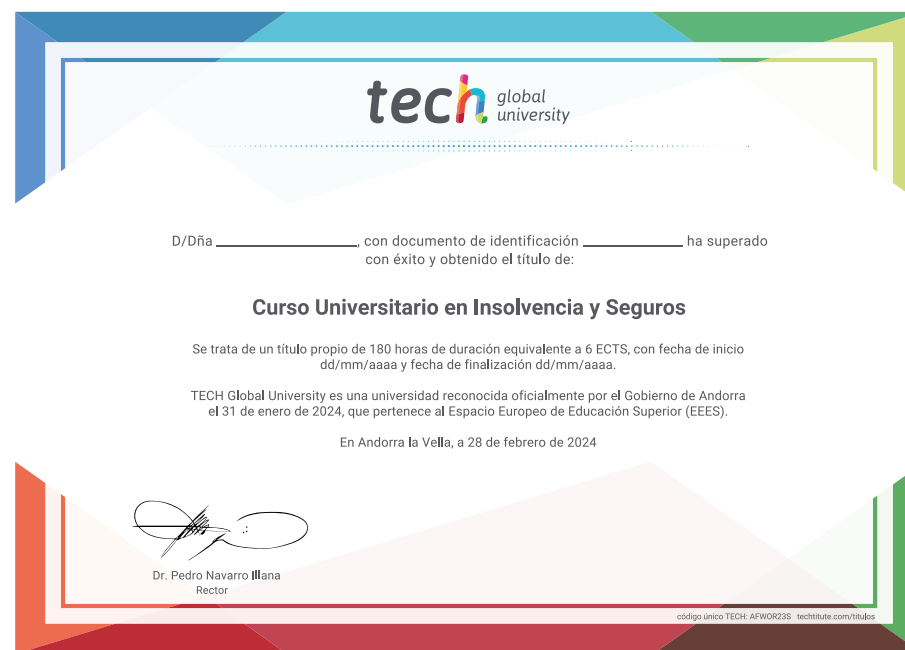 tech global university
D/Dña ____________________, con documento de identificación ______________ ha superado
con éxito y obtenido el título de:
Curso Universitario en Insolvencia y Seguros
Se trata de un título propio de 180 horas de duración equivalente a 6 ECTS, con fecha de inicio
dd/mm/aaaa y fecha de finalización dd/mm/aaaa.
TECH Global University es una universidad reconocida oficialmente por el Gobierno de Andorra
el 31 de enero de 2024, que pertenece al Espacio Europeo de Educación Superior (EEES).
En Andorra la Vella, a 28 de febrero de 2024
Dr. Pedro Navarro Illana
Rector
código único TECH: AFWOR23S techtitute.com/titulos